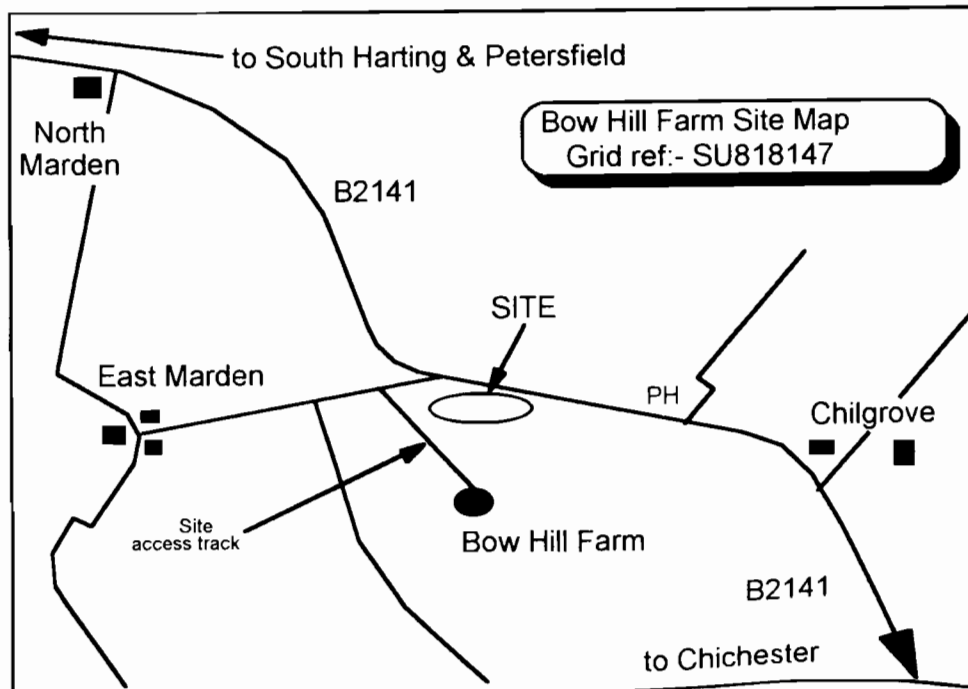 to South Harting & Petersfield
Bow Hill Farm Site Map
Grid ref:- SU818147
North
Marden
B2141
SITE
East Marden
PH
Chilgrove
Site
access track
Bow Hill Farm
B2141
to Chichester